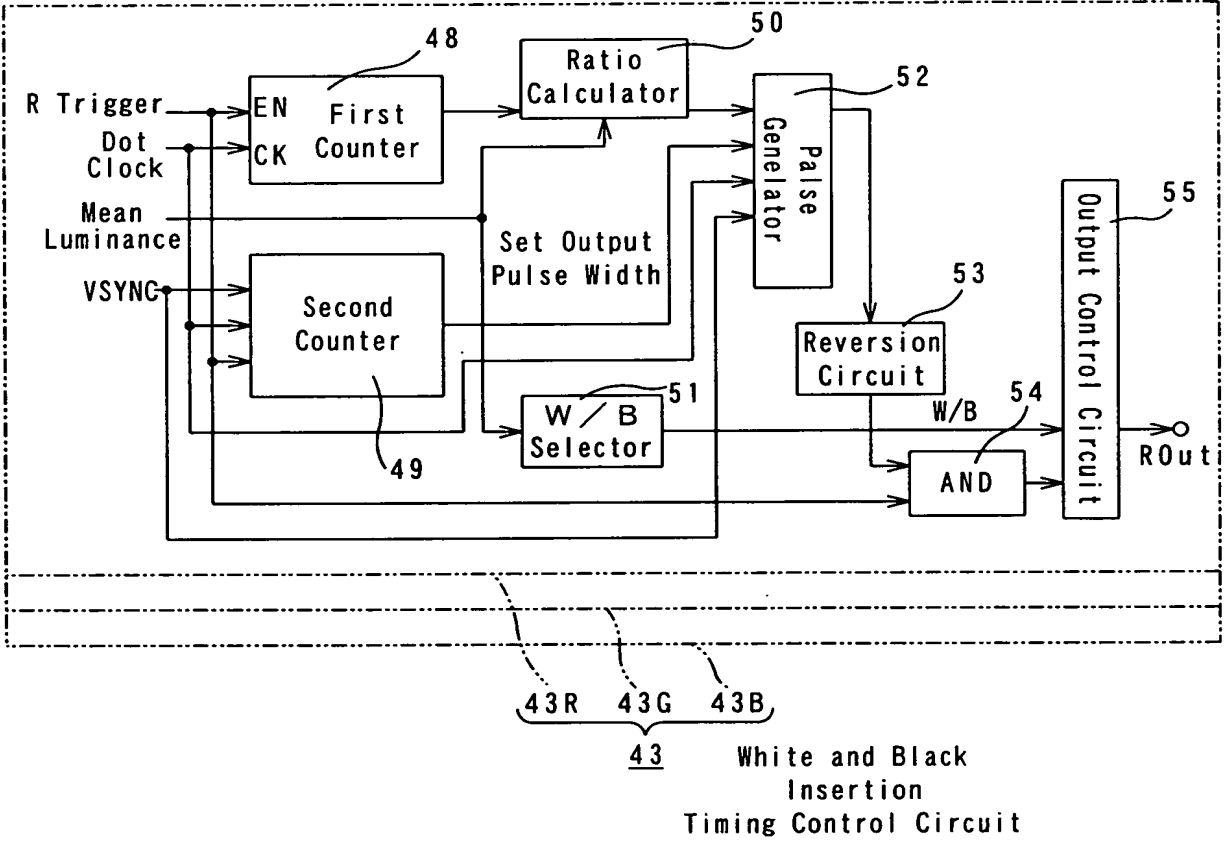 48
50
52
R Trigger
EN
First
Counter
Ratio
Calculator
Dot
Clock
CK
Palse
Genelator
Mean
Luminance
Set Output
Pulse Width
55
Output Control Circuit
VSYNC
Second
Counter
53
Reversion
Circuit
51
W/B
Selector
49
W/B
54
AND
ROut
43R 43G 43B
43
White and Black
Insertion
Timing Control Circuit